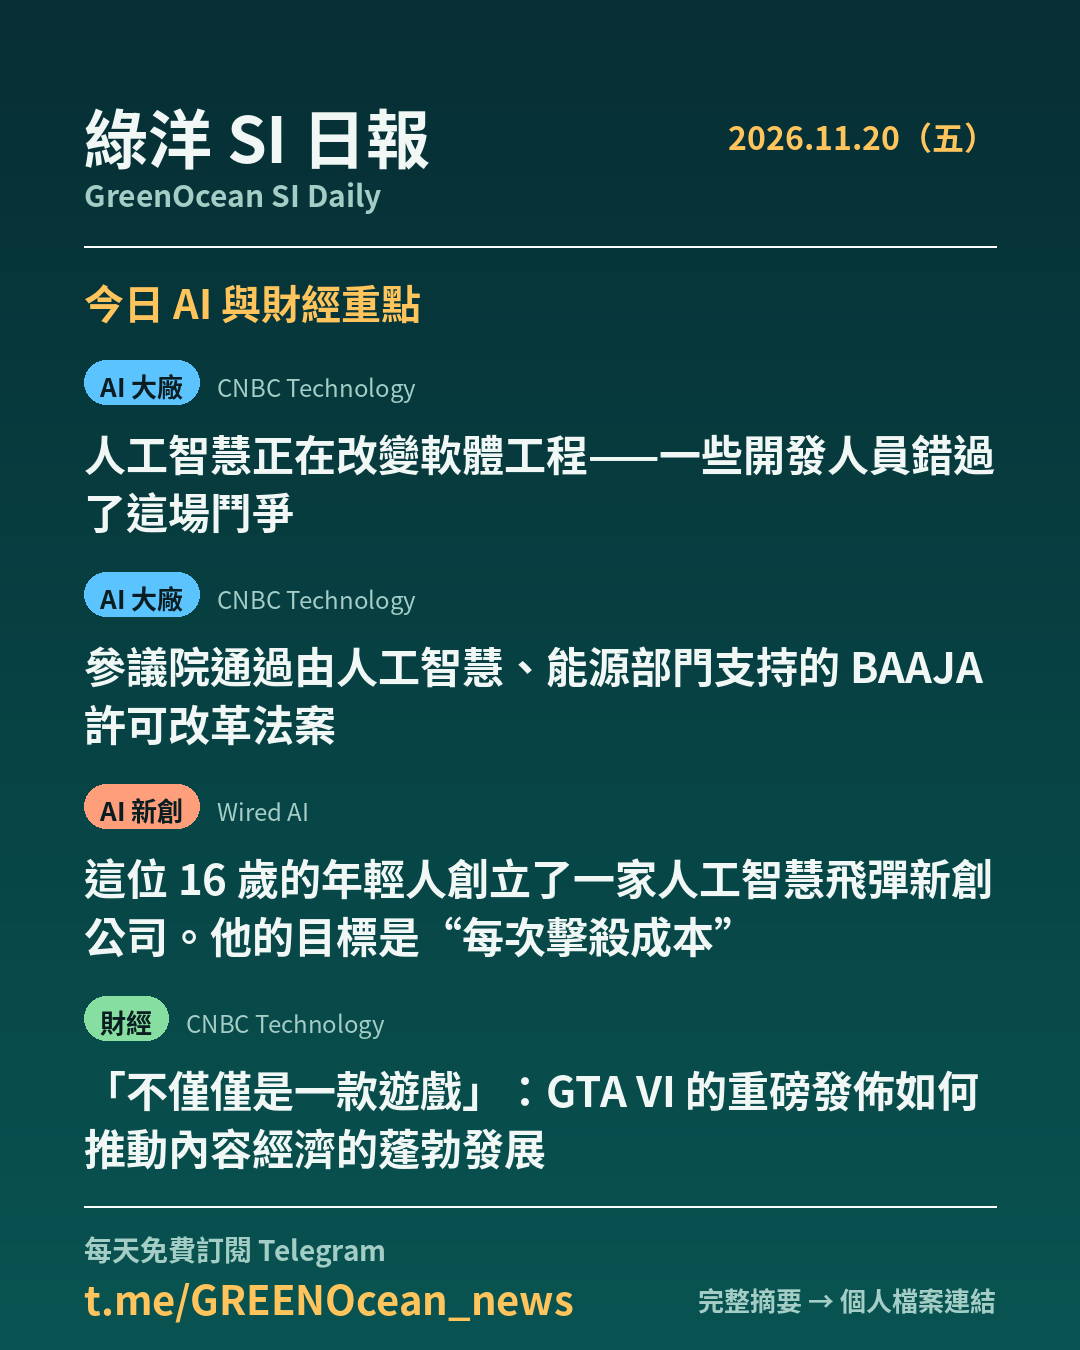 綠洋 SI 日報
2026.11.20（五）
GreenOcean SI Daily
今日 AI 與財經重點
AI 大廠 CNBC Technology
人工智慧正在改變軟體工程——一些開發人員錯過
了這場鬥爭
AI 大廠 CNBC Technology
參議院通過由人工智慧、能源部門支持的 BAAJA
許可改革法案
AI 新創 Wired AI
這位 16 歲的年輕人創立了一家人工智慧飛彈新創
公司。他的目標是“每次擊殺成本”
財經 CNBC Technology
「不僅僅是一款遊戲」：GTA VI 的重磅發佈如何
推動內容經濟的蓬勃發展
每天免費訂閱 Telegram
t.me/GREENOcean_news
完整摘要 → 個人檔案連結